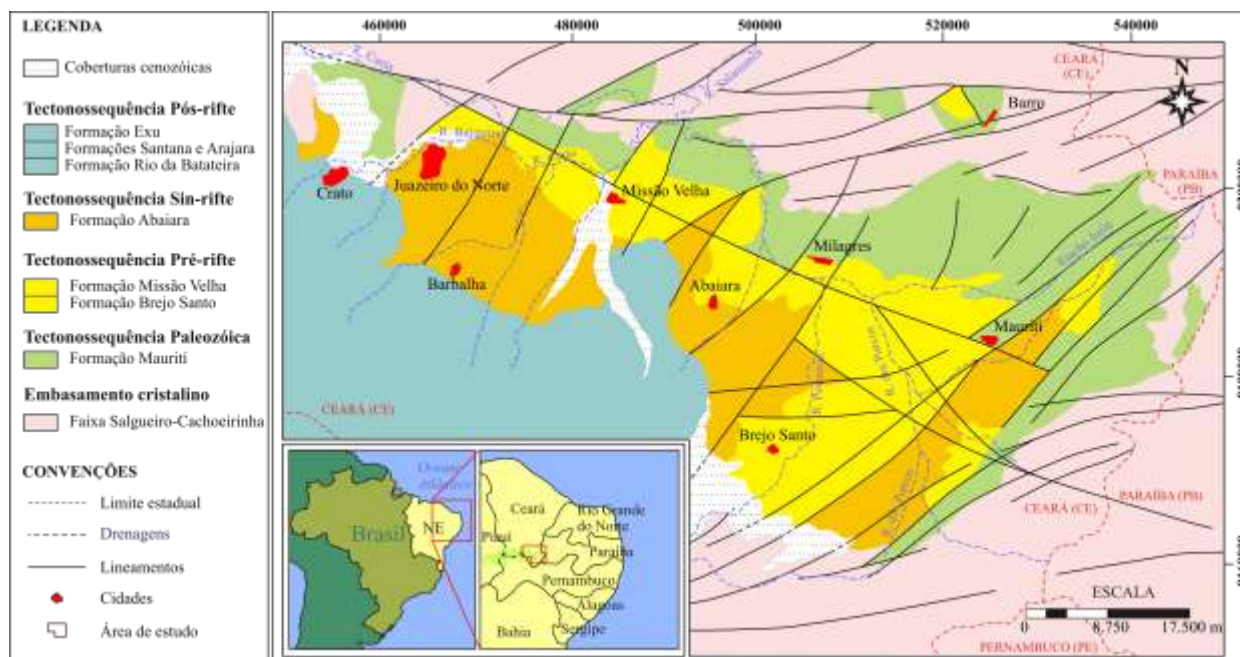 LEGENDA
Coberturas cenozóicas
Tectonossequência Pós-rifte
Formação Exu
Formações Santana e Arajara
Formação Rio da Batateira
Tectonossequência Sin-rifte
Formação Abaiara
Tectonossequência Pré-rifte
Formação Missão Velha
Formação Brejo Santo
Tectonossequência Paleozóica
Formação Maurití
Embasamento cristalino
Faixa Salgueiro-Cachoeirinha
CONVENÇÕES
Limite estadual
Drenagens
Lineamentos
Cidades
Área de estudo
460000
480000
500000
520000
540000
CEARÁ (CE)
N
Barro
PARAÍBA (PB)
Crato
Juazeiro do Norte
Missão Velha
Milagres
Barbalha
Abaiara
Mauriti
CEARÁ (CE)
Brejo Santo
CEARÁ (CE)
PARAÍBA (PB)
PERNAMBUCO (PE)
ESCALA
0 8.750 17.500 m
Oceano
Atlântico
Brasil
NE
Ceará
Rio Grande
do Norte
Piauí
Paraíba
Pernambuco
Alagoas
Sergipe
Bahia